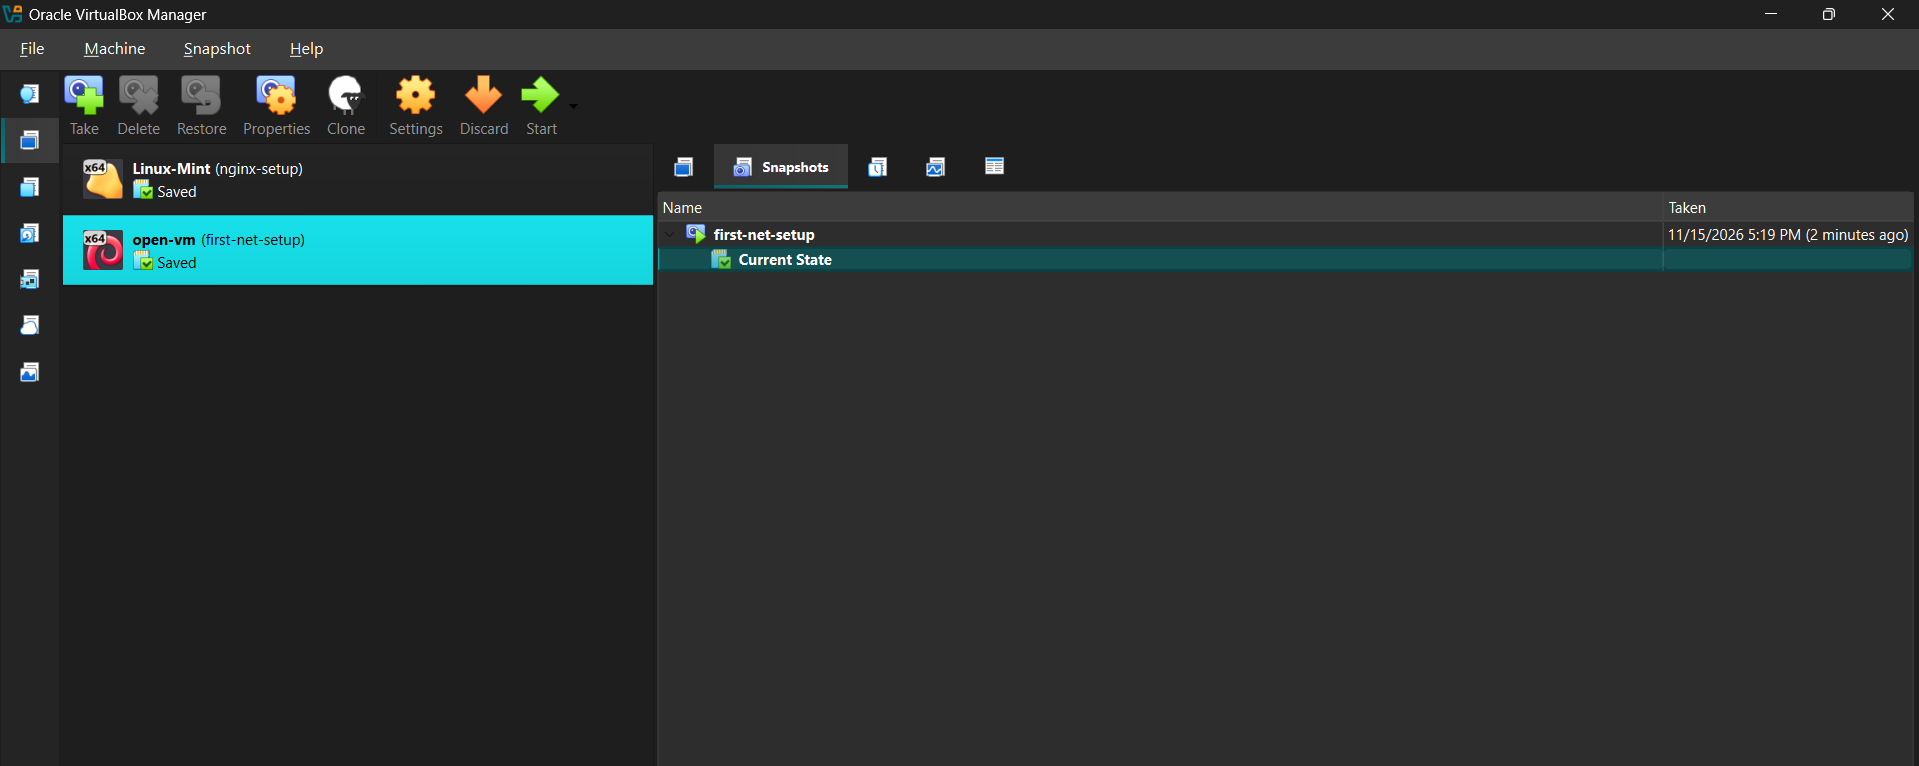 Oracle VirtualBox Manager
File Machine Snapshot Help
Take Delete Restore Properties Clone Settings Discard Start
x64 Linux-Mint (nginx-setup)
Saved
x64 open-vm (first-net-setup)
Saved
Snapshots
Name Taken
first-net-setup 11/15/2026 5:19 PM (2 minutes ago)
Current State